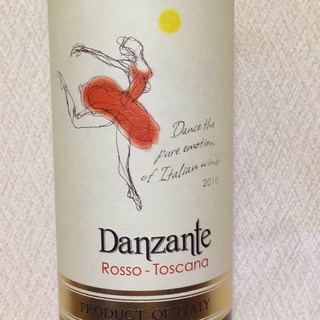 Dance the
pure emotion
of Italian wine
2010
Danzante
Rosso - Toscana
PRODUCT OF ITALY